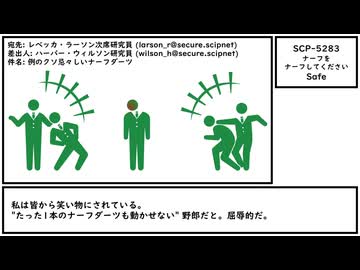 宛先: レベッカ・ラーソン次席研究員 (larson_r@secure.scipnet)
差出人: ハーパー・ウィルソン研究員 (wilson_h@secure.scipnet)
件名: 例のクソ忌々しいナーフダーツ
SCP-5283
ナーフを
ナーフしてください
Safe
私は皆から笑い物にされている。
"たった1本のナーフダーツも動かせない" 野郎だと。屈辱的だ。